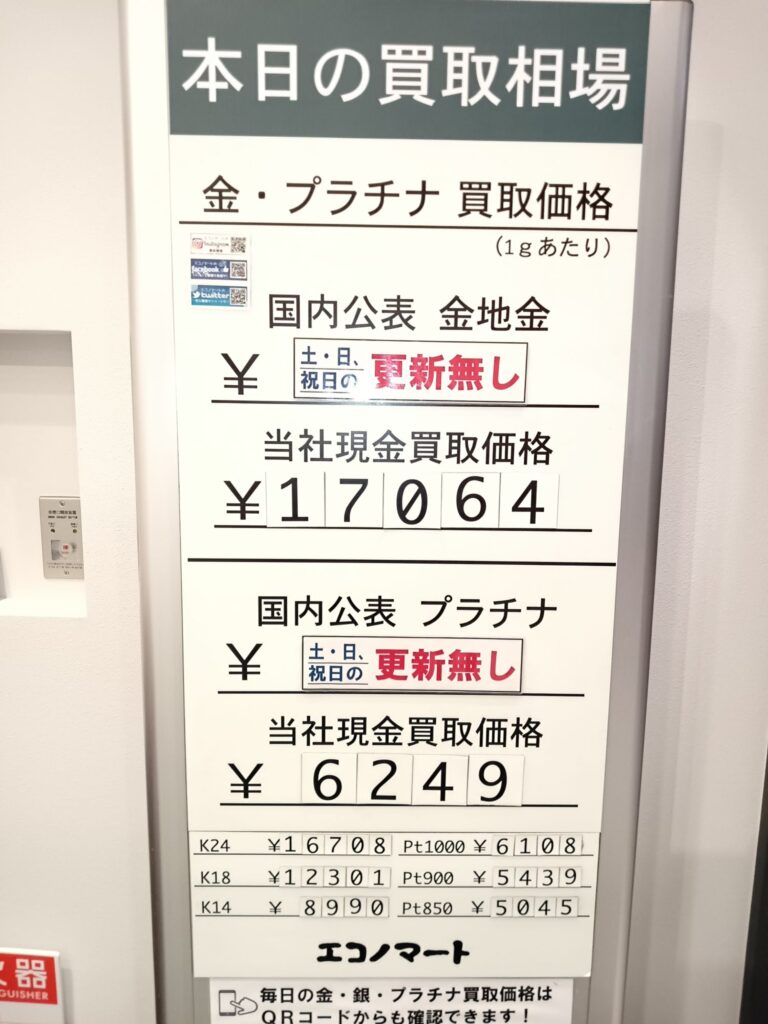 本日の買取相場
金・プラチナ 買取価格
(1gあたり)
Instagram
facebook
twitter
国内公表 金地金
¥ 土・日、祝日の 更新無し
当社現金買取価格
¥17064
国内公表 プラチナ
¥ 土・日、祝日の 更新無し
当社現金買取価格
¥ 6249
K24 ¥16708 Pt1000 ¥6108
K18 ¥12301 Pt900 ¥5439
K14 ¥ 8990 Pt850 ¥5045
エコノマート
毎日の金・銀・プラチナ買取価格は
QRコードからも確認できます!
器
GUISHER